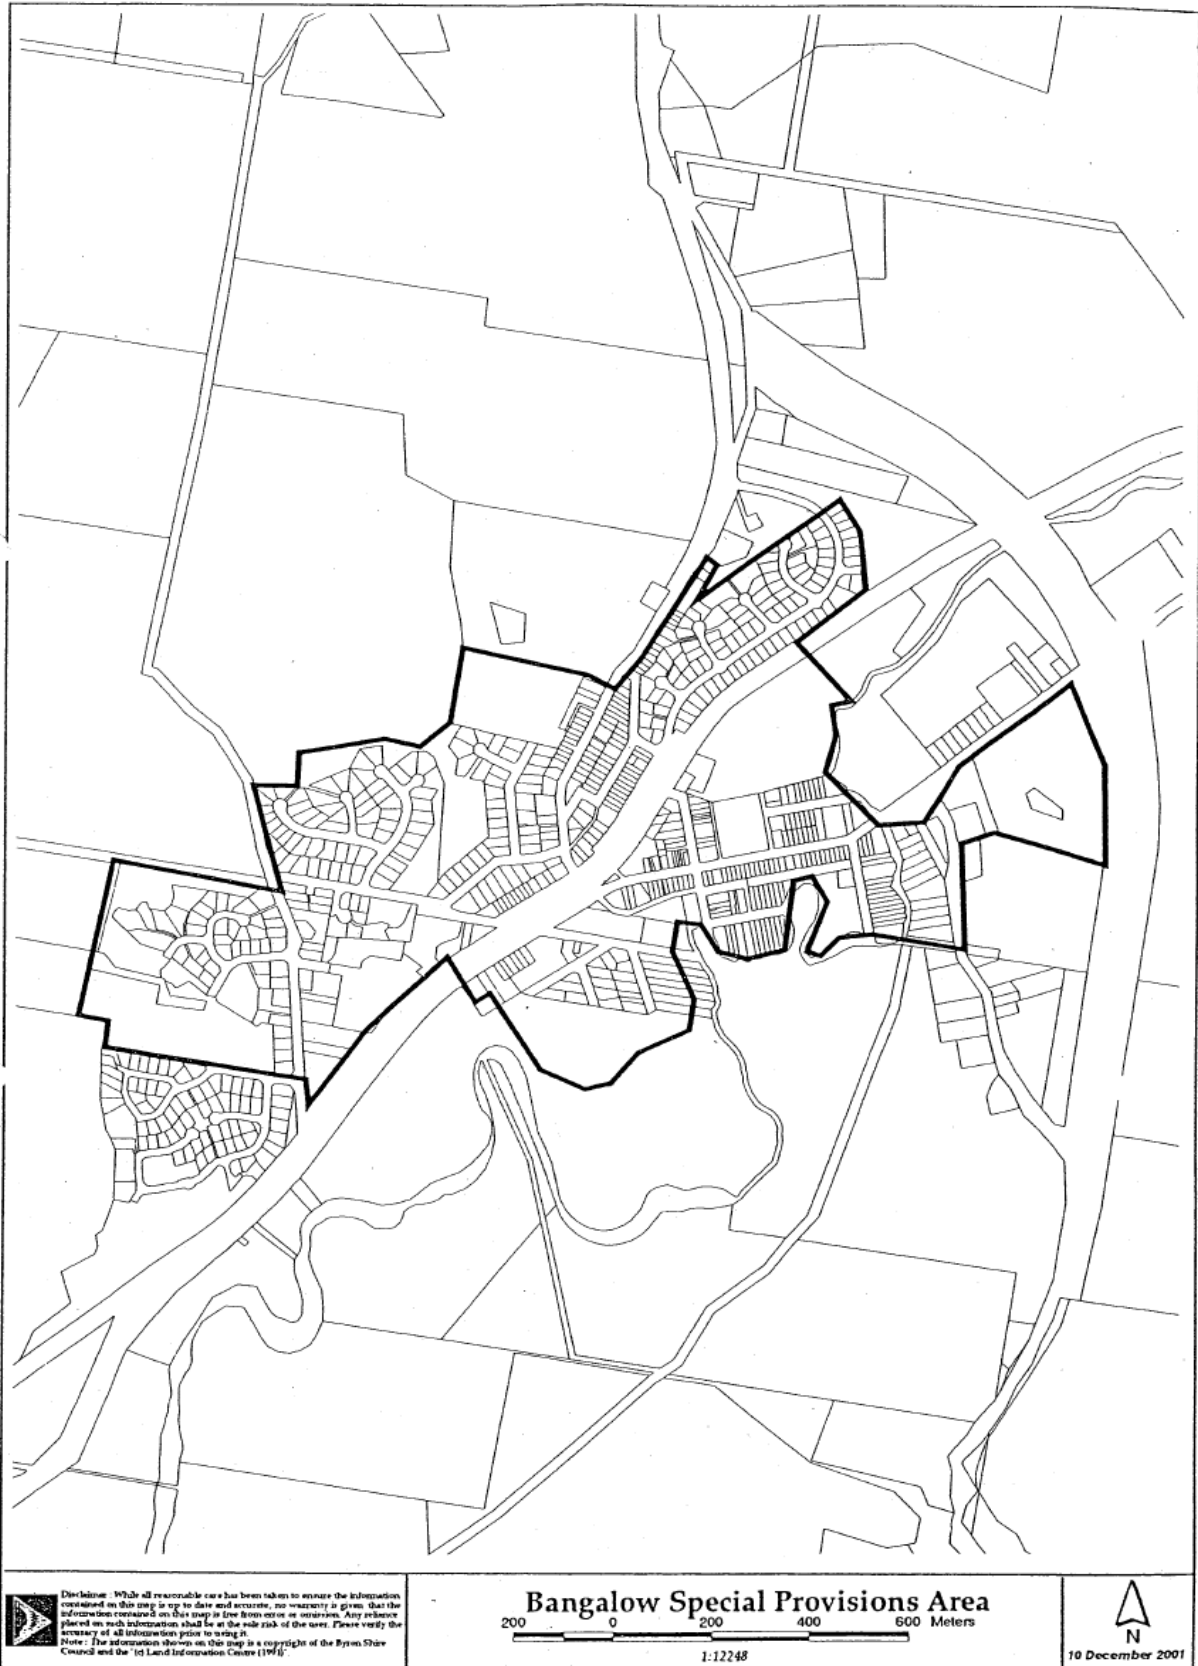 Disclaimer : While all reasonable care has been taken to ensure the information
contained on this map is up to date and accurate, no warranty is given that the
information contained on this map is free from error or omission. Any reliance
placed on such information shall be at the sole risk of the user. Please verify the
accuracy of all information prior to using it.
Note : The information shown on this map is a copyright of the Byron Shire
Council and the "(c) Land Information Centre (1991)".
Bangalow Special Provisions Area
200 0 200 400 600 Meters
1:12248
N
10 December 2001